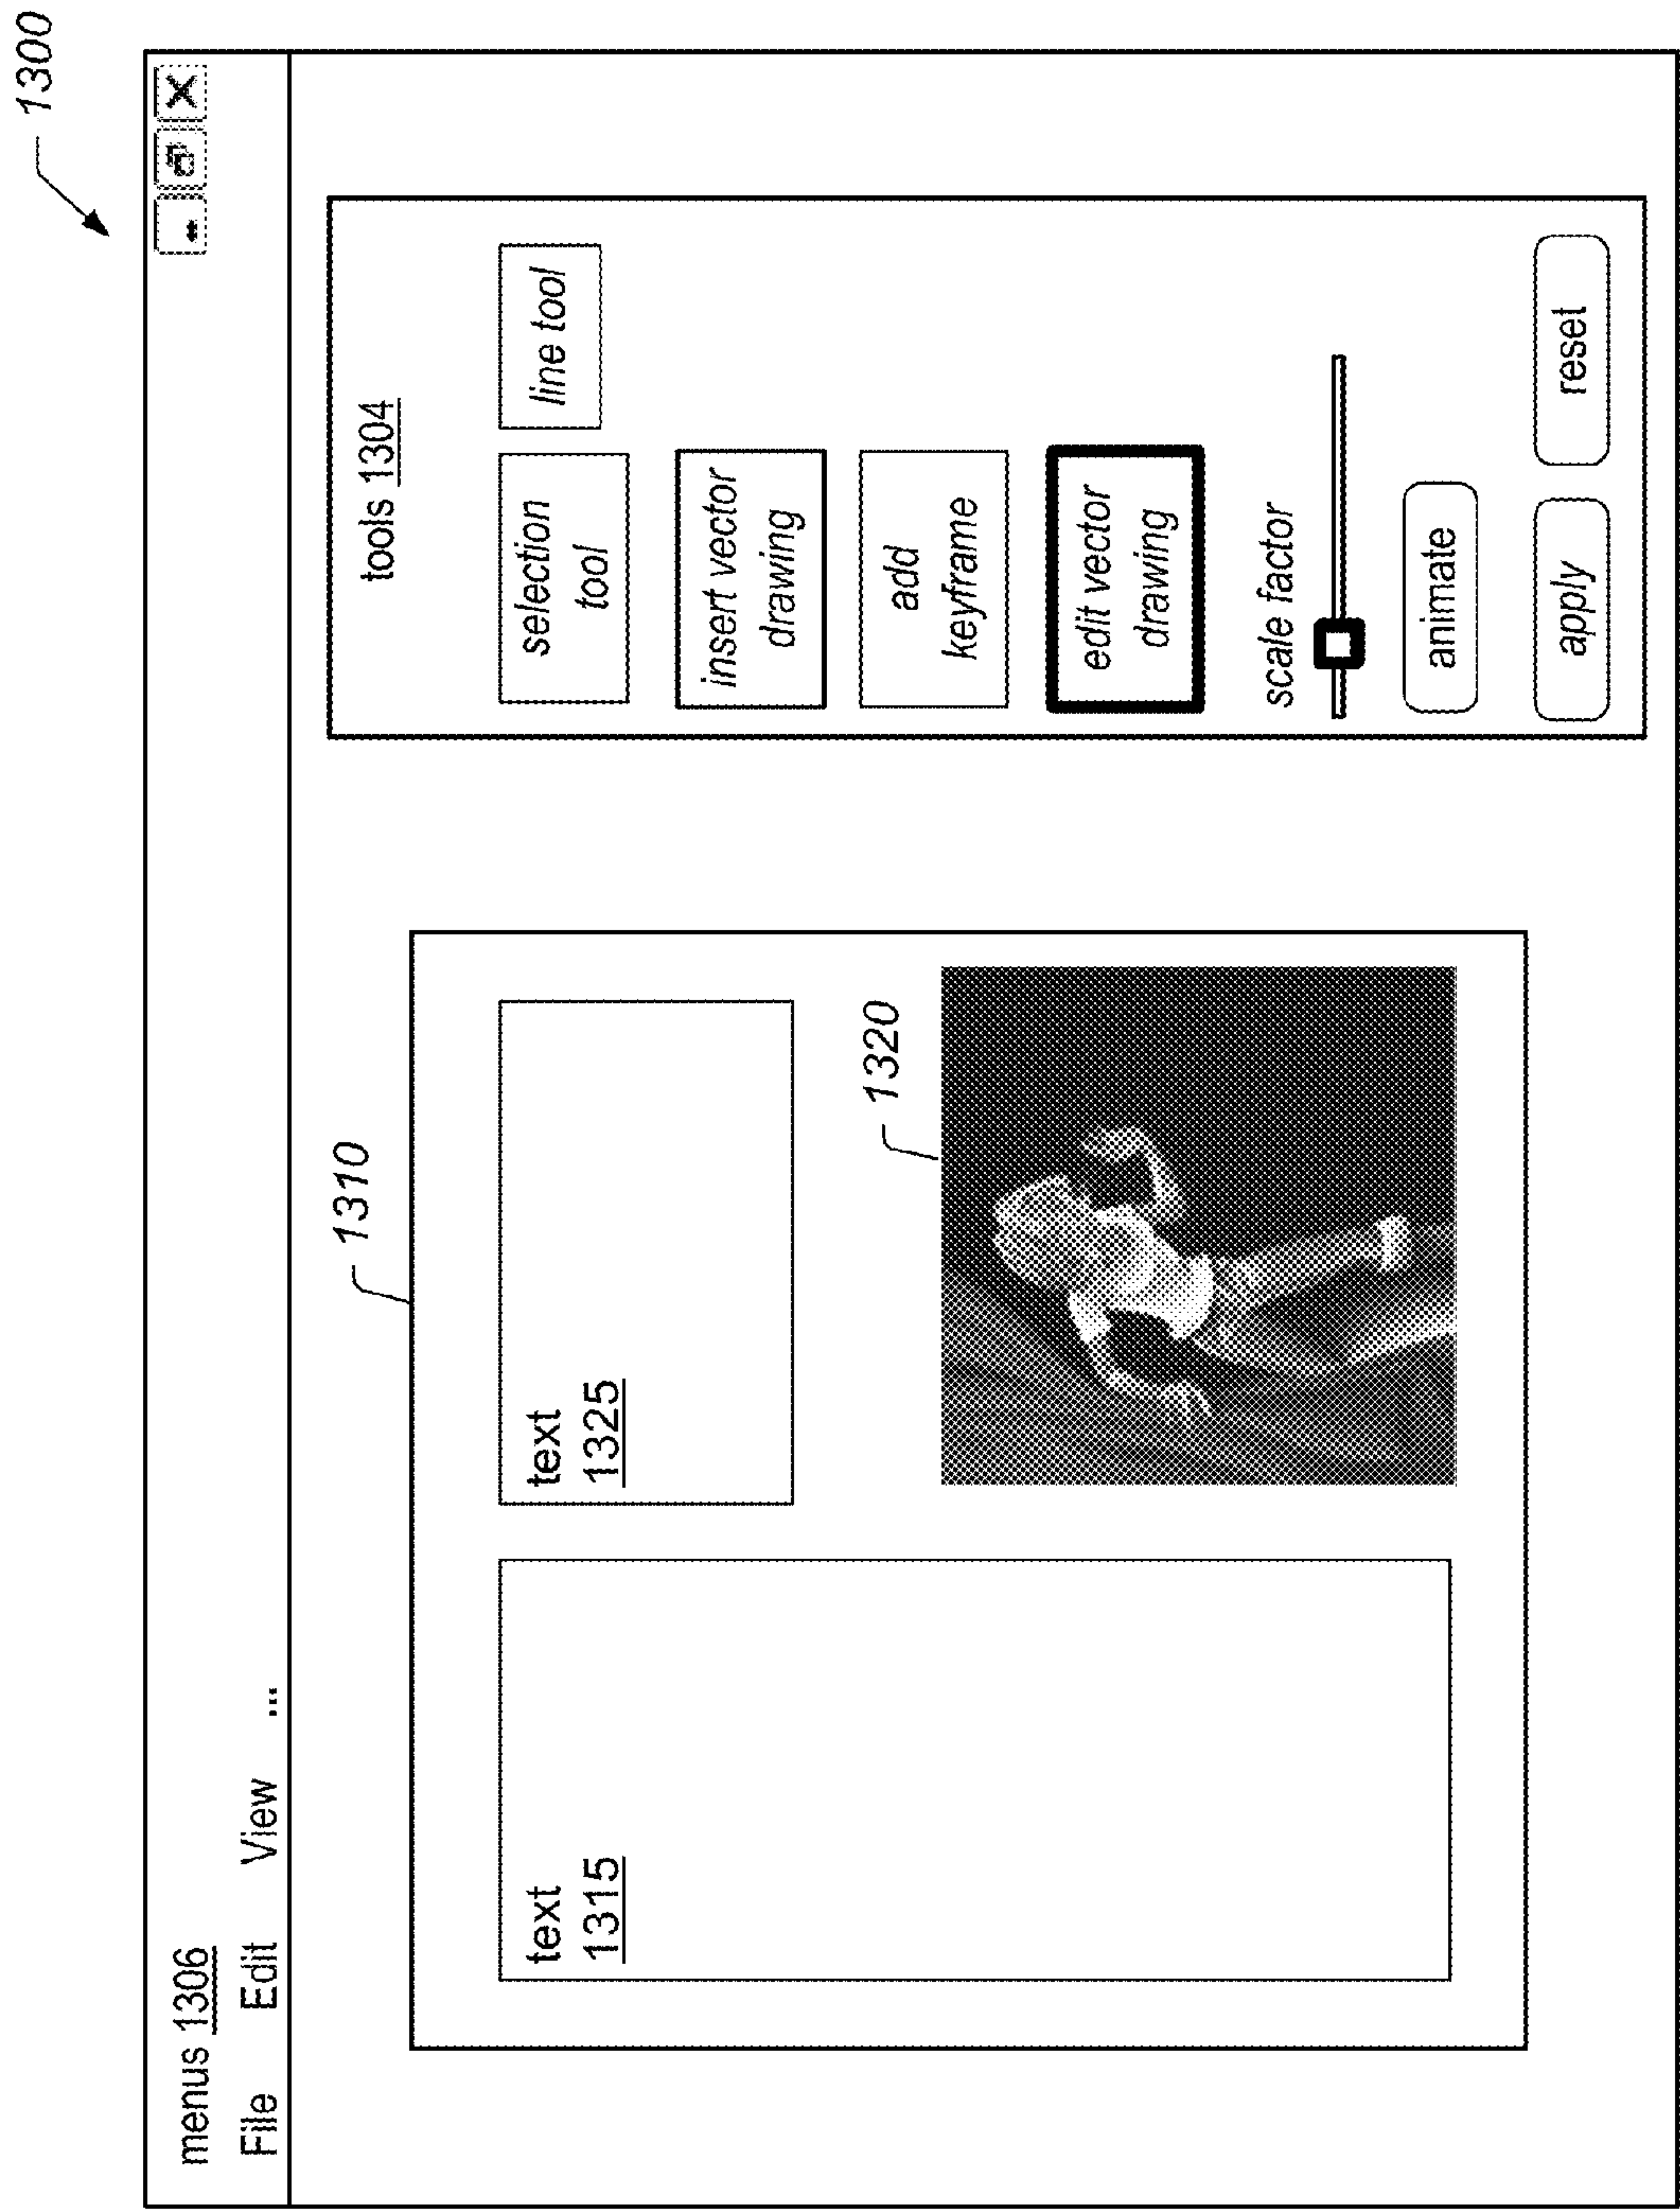 1300
menus 1306
File Edit View ...
1310
text
1315
text
1325
1320
tools 1304
selection
tool
line tool
insert vector
drawing
add
keyframe
edit vector
drawing
scale factor
animate
apply
reset